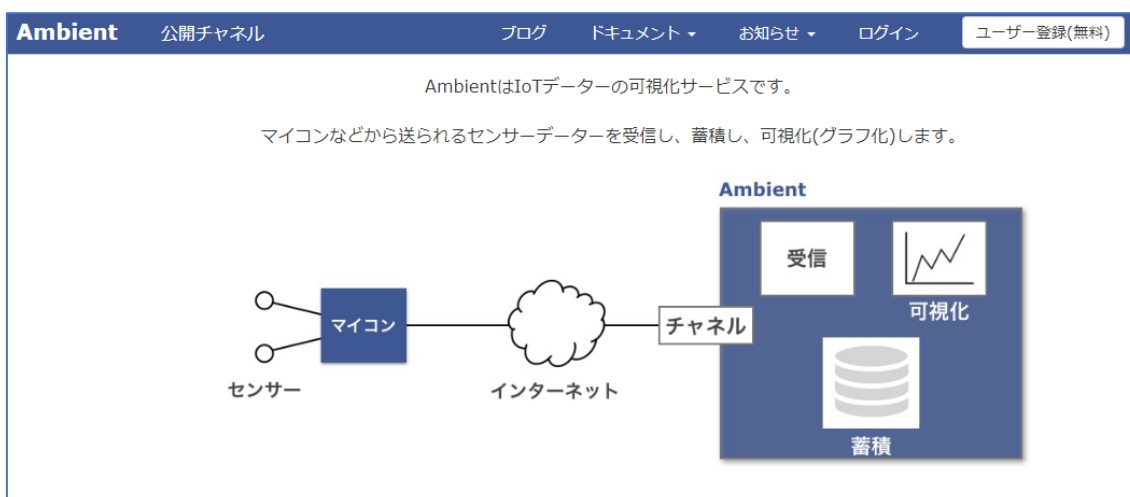 Ambient 公開チャネル ブログ ドキュメント お知らせ ログイン ユーザー登録(無料)
AmbientはIoTデーターの可視化サービスです。
マイコンなどから送られるセンサーデーターを受信し、蓄積し、可視化(グラフ化)します。
Ambient
受信
可視化
マイコン
チャネル
センサー
インターネット
蓄積